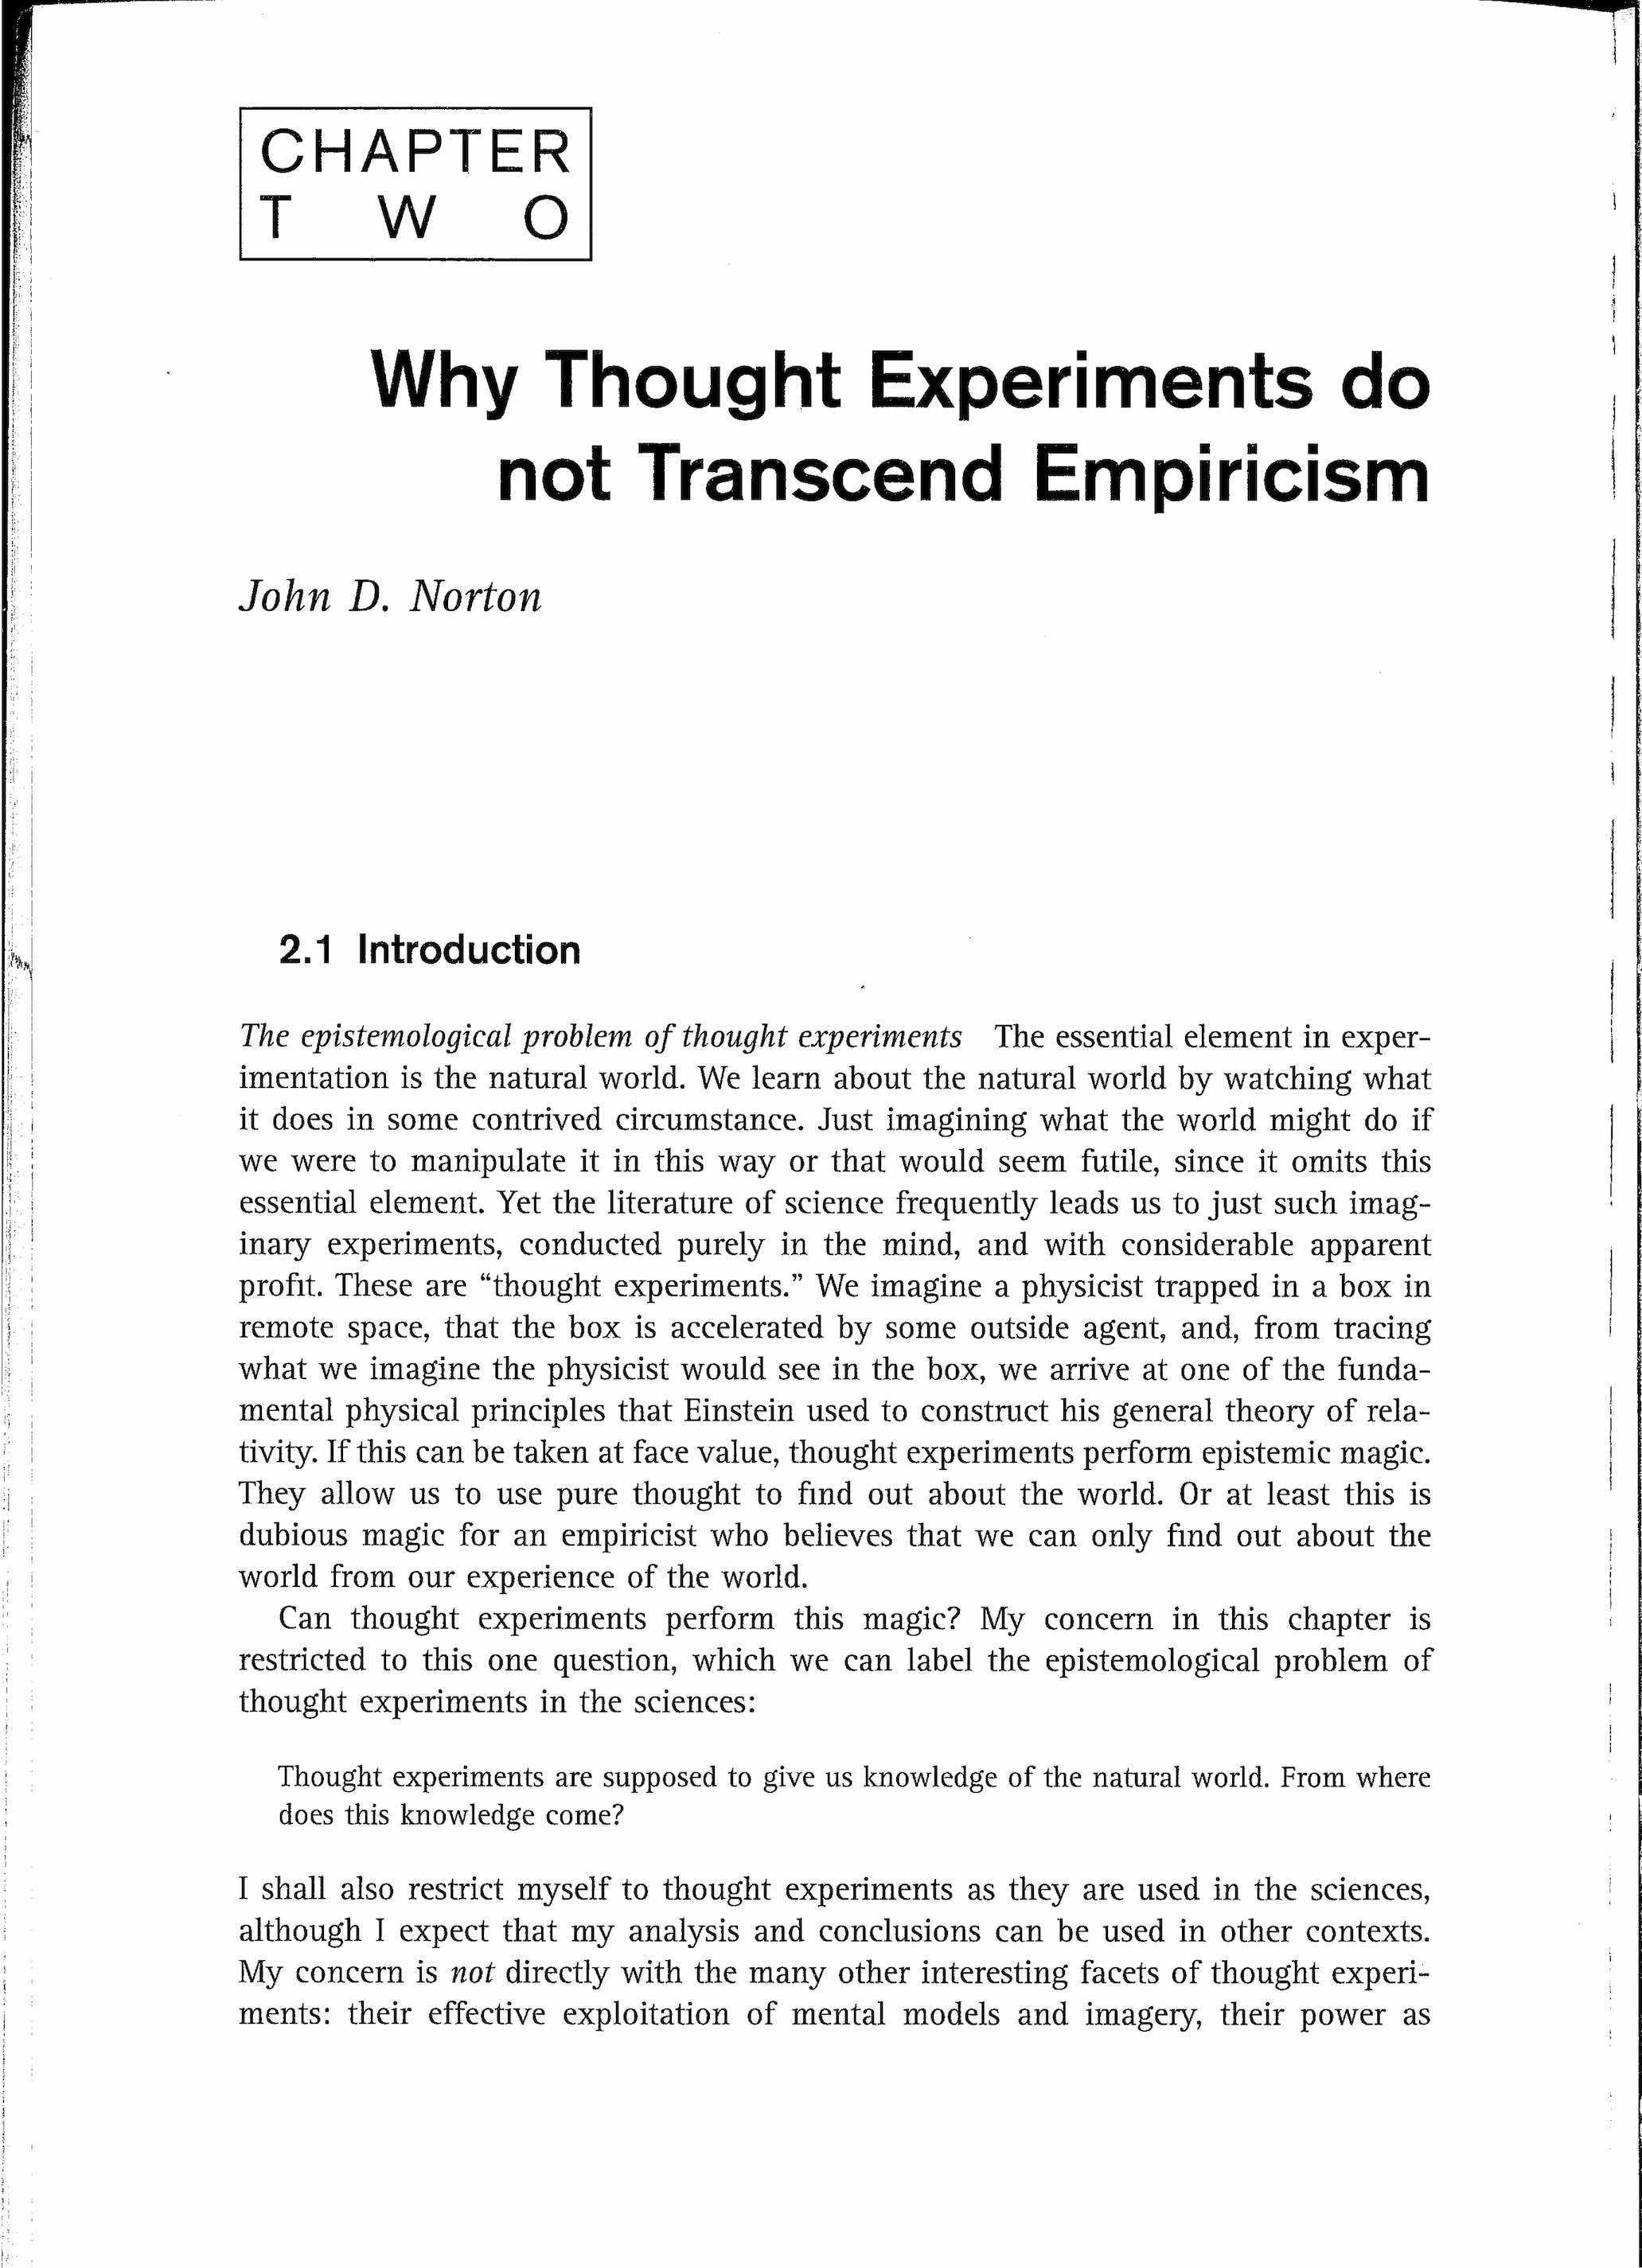 CHAPTER
T W O
Why Thought Experiments do
not Transcend Empiricism
John D. Norton
2.1 Introduction
The epistemological problem of thought experiments The essential element in exper-
imentation is the natural world. We learn about the natural world by watching what
it does in some contrived circumstance. Just imagining what the world might do if
we were to manipulate it in this way or that would seem futile, since it omits this
essential element. Yet the literature of science frequently leads us to just such imag-
inary experiments, conducted purely in the mind, and with considerable apparent
profit. These are “thought experiments.” We imagine a physicist trapped in a box in
remote space, that the box is accelerated by some outside agent, and, from tracing
what we imagine the physicist would see in the box, we arrive at one of the funda-
mental physical principles that Einstein used to construct his general theory of rela-
tivity. If this can be taken at face value, thought experiments perform epistemic magic.
They allow us to use pure thought to find out about the world. Or at least this is
dubious magic for an empiricist who believes that we can only find out about the
world from our experience of the world.
Can thought experiments perform this magic? My concern in this chapter is
restricted to this one question, which we can label the epistemological problem of
thought experiments in the sciences:
Thought experiments are supposed to give us knowledge of the natural world. From where
does this knowledge come?
I shall also restrict myself to thought experiments as they are used in the sciences,
although I expect that my analysis and conclusions can be used in other contexts.
My concern is not directly with the many other interesting facets of thought experi-
ments: their effective exploitation of mental models and imagery, their power as